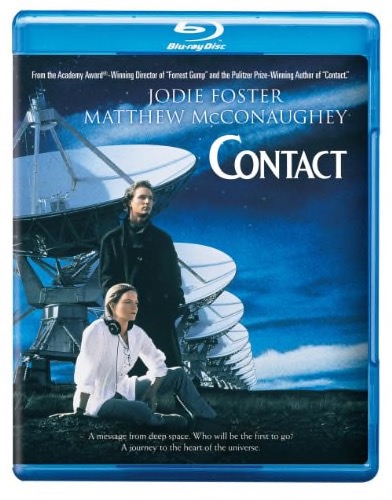 Blu-ray Disc
From the Academy Award®-Winning Director of "Forrest Gump" and the Pulitzer Prize-Winning Author of "Contact."
JODIE FOSTER
MATTHEW McCONAUGHEY
CONTACT
A message from deep space. Who will be the first to go?
A journey to the heart of the universe.